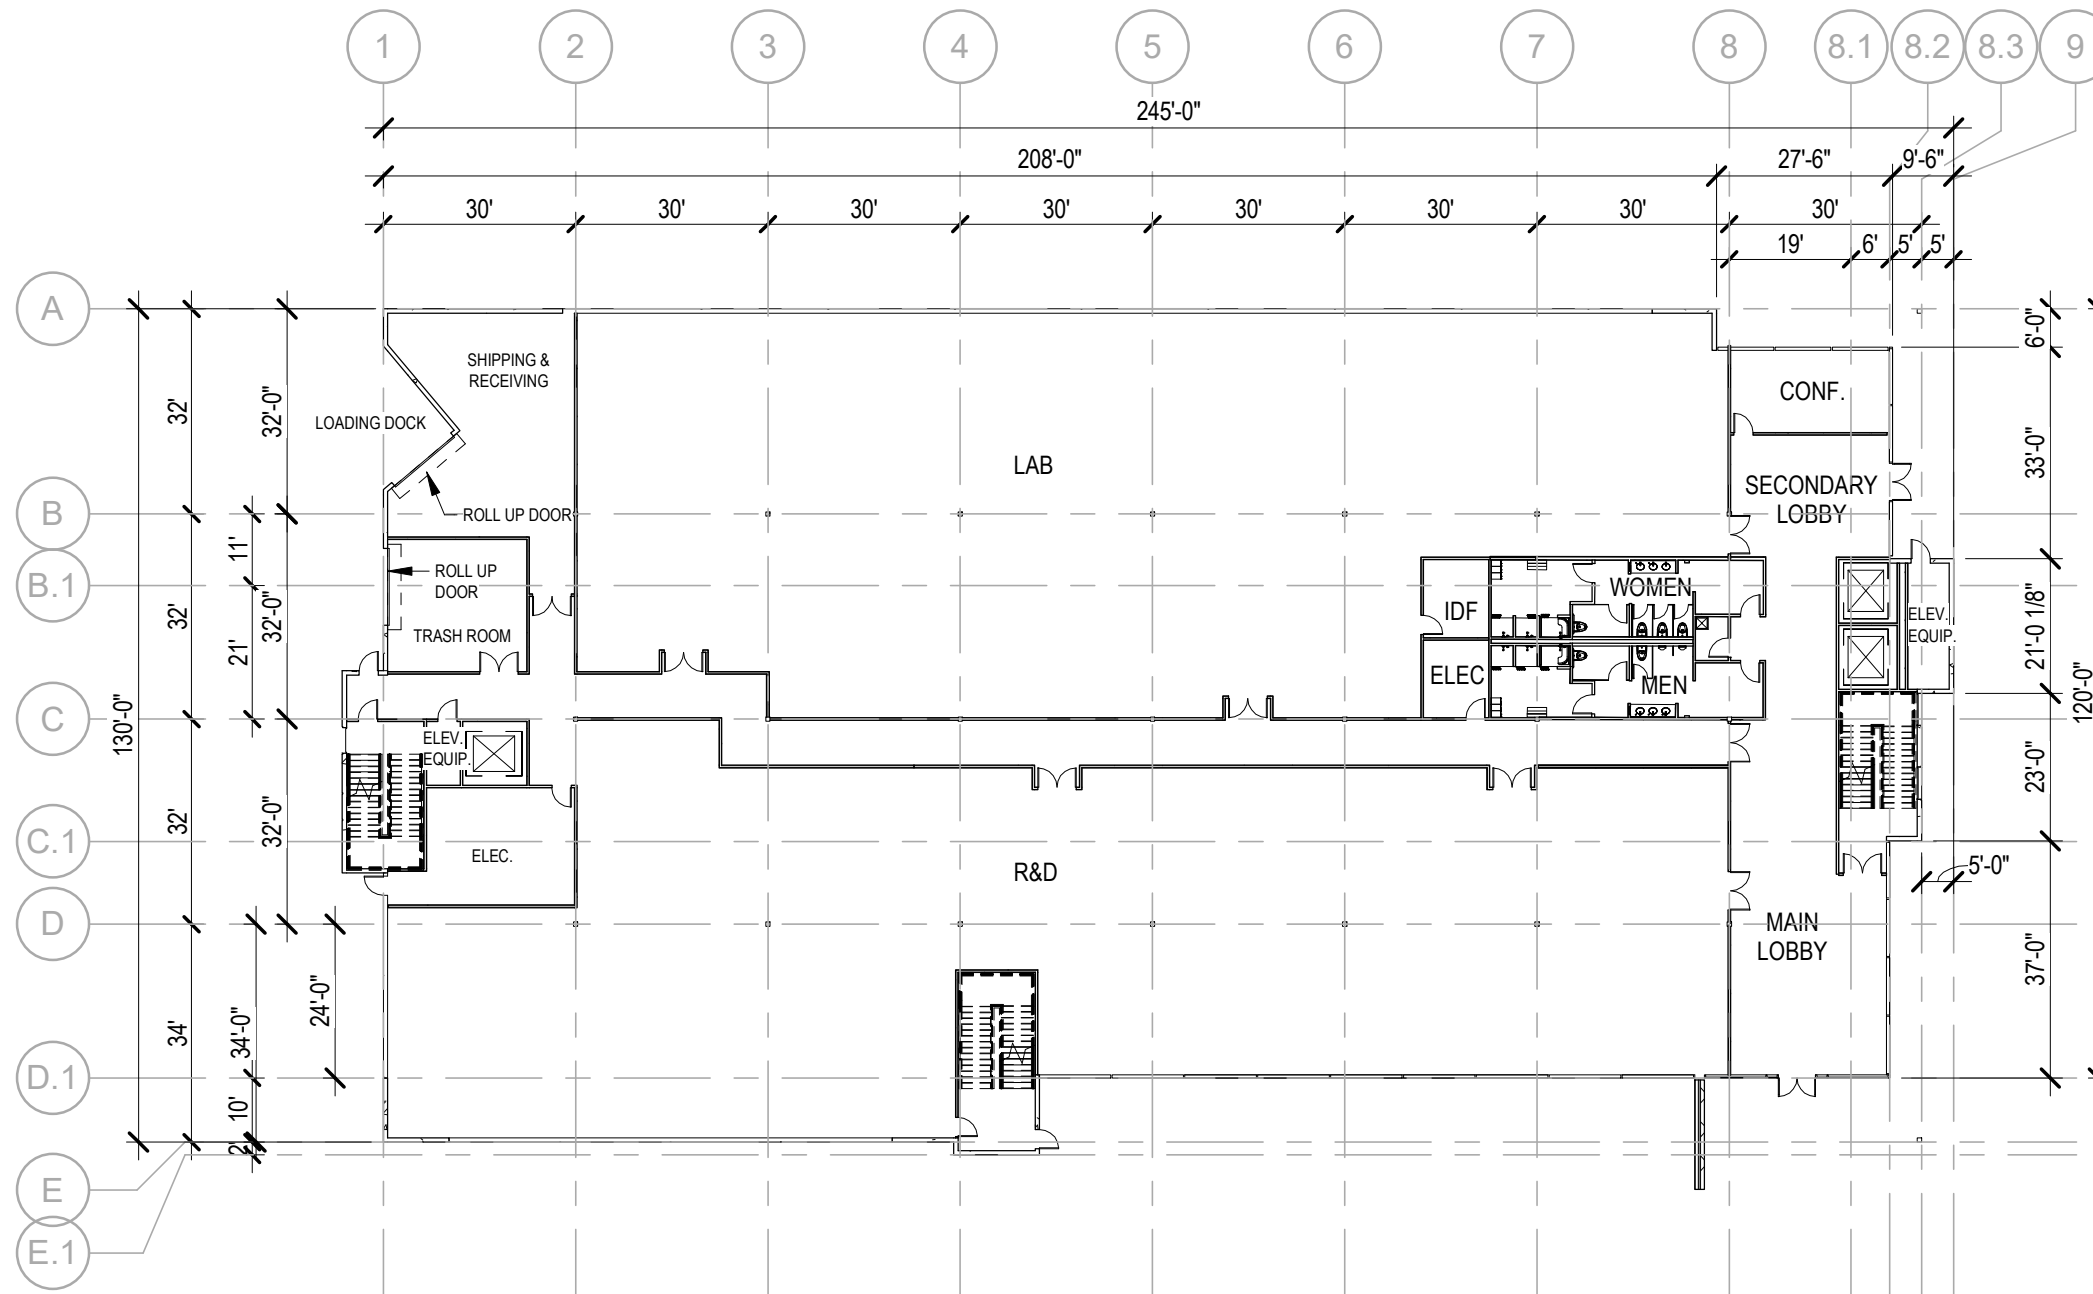 1 2 3 4 5 6 7 8 8.1 8.2 8.3 9
245'-0"
208'-0" 27'-6" 9'-6"
30' 30' 30' 30' 30' 30' 30' 30'
19' 6' 5' 5'
A
6'-0"
SHIPPING &
RECEIVING
CONF.
32' 32'-0"
LOADING DOCK
33'-0"
LAB
SECONDARY
LOBBY
B
ROLL UP DOOR
11'
B.1
ROLL UP
DOOR
WOMEN
IDF
ELEV.
EQUIP.
32' 32'-0"
21'
TRASH ROOM
21'-0 1/8"
ELEC
MEN
C
130'-0"
120'-0"
ELEV.
EQUIP.
23'-0"
32' 32'-0"
C.1
ELEC.
R&D
5'-0"
D
MAIN
LOBBY
37'-0"
24'-0"
34' 34'-0"
D.1
10'
2'
E
E.1